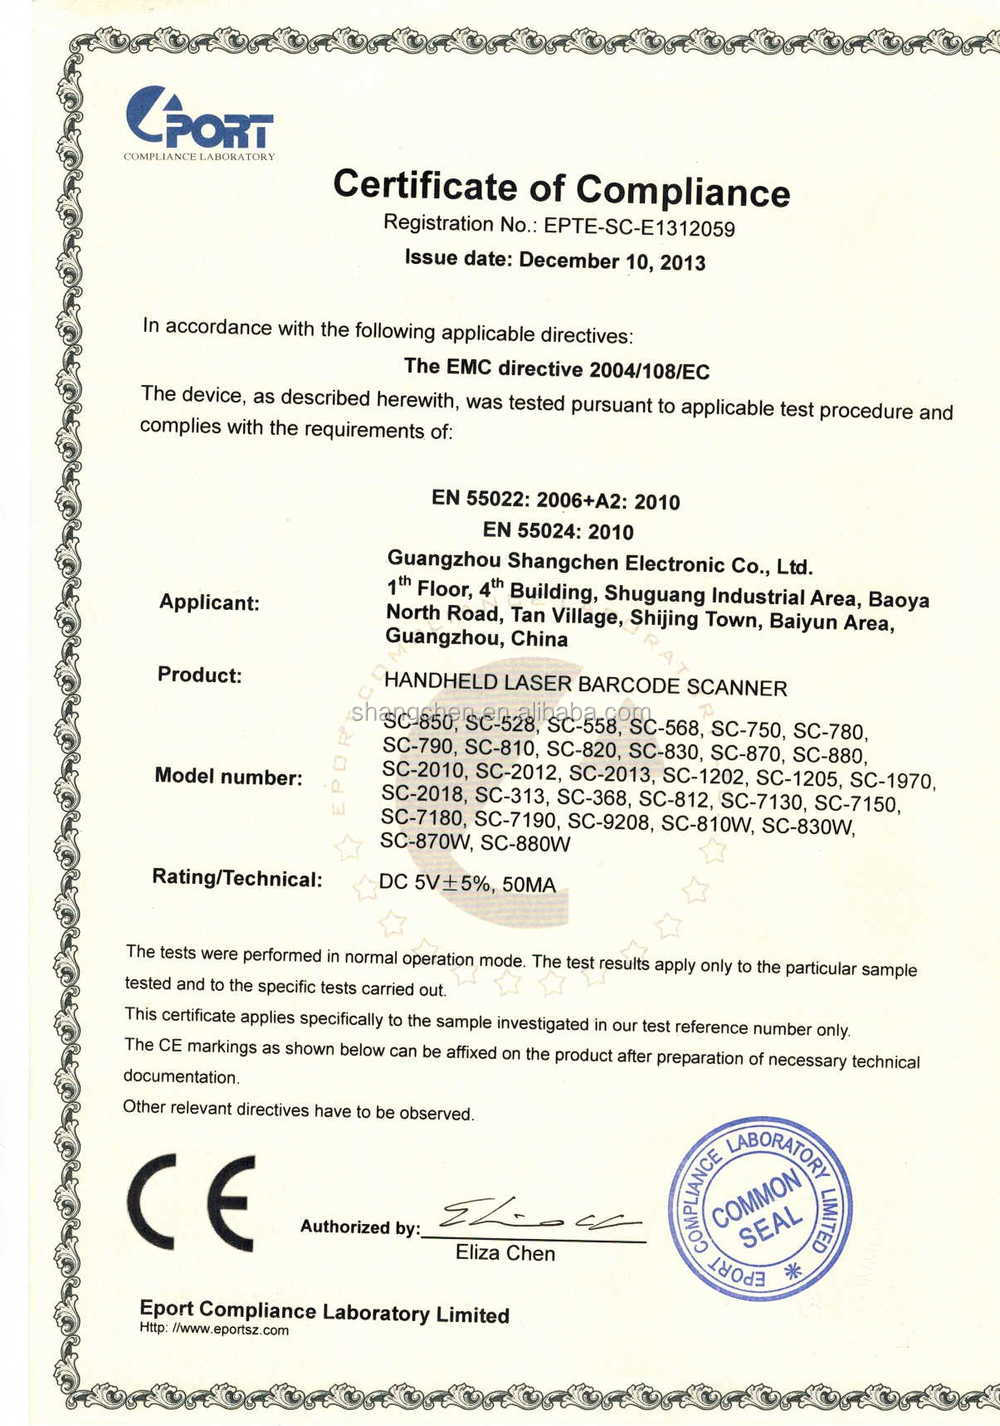 EPORT
COMPLIANCE LABORATORY
Certificate of Compliance
Registration No.: EPTE-SC-E1312059
Issue date: December 10, 2013
In accordance with the following applicable directives:
The EMC directive 2004/108/EC
The device, as described herewith, was tested pursuant to applicable test procedure and
complies with the requirements of:
EN 55022: 2006+A2: 2010
EN 55024: 2010
Applicant:
Guangzhou Shangchen Electronic Co., Ltd.
1th Floor, 4th Building, Shuguang Industrial Area, Baoya
North Road, Tan Village, Shijing Town, Baiyun Area,
Guangzhou, China
Product:
HANDHELD LASER BARCODE SCANNER
shangshen.en.alibaba.com
Model number:
SC-850, SC-528, SC-558, SC-568, SC-750, SC-780,
SC-790, SC-810, SC-820, SC-830, SC-870, SC-880,
SC-2010, SC-2012, SC-2013, SC-1202, SC-1205, SC-1970,
SC-2018, SC-313, SC-368, SC-812, SC-7130, SC-7150,
SC-7180, SC-7190, SC-9208, SC-810W, SC-830W,
SC-870W, SC-880W
Rating/Technical:
DC 5V±5%, 50MA
The tests were performed in normal operation mode. The test results apply only to the particular sample
tested and to the specific tests carried out.
This certificate applies specifically to the sample investigated in our test reference number only.
The CE markings as shown below can be affixed on the product after preparation of necessary technical
documentation.
Other relevant directives have to be observed.
CE
Authorized by:
Eliza Chen
EPORT COMPLIANCE LABORATORY LIMITED
COMMON
SEAL
Eport Compliance Laboratory Limited
Http: //www.eportsz.com